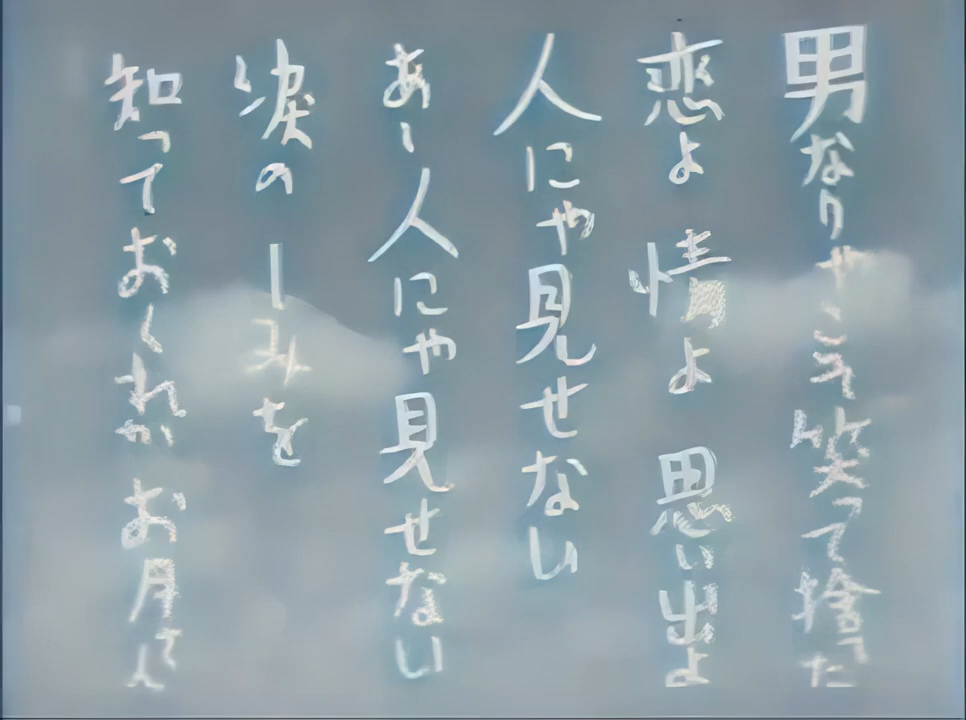 男なりゃこそ笑って捨てた
恋よ 情よ 思い出よ
人にゃ見せない
あゝ人にゃ見せない
涙の一しみを
知っておくれか お月さん